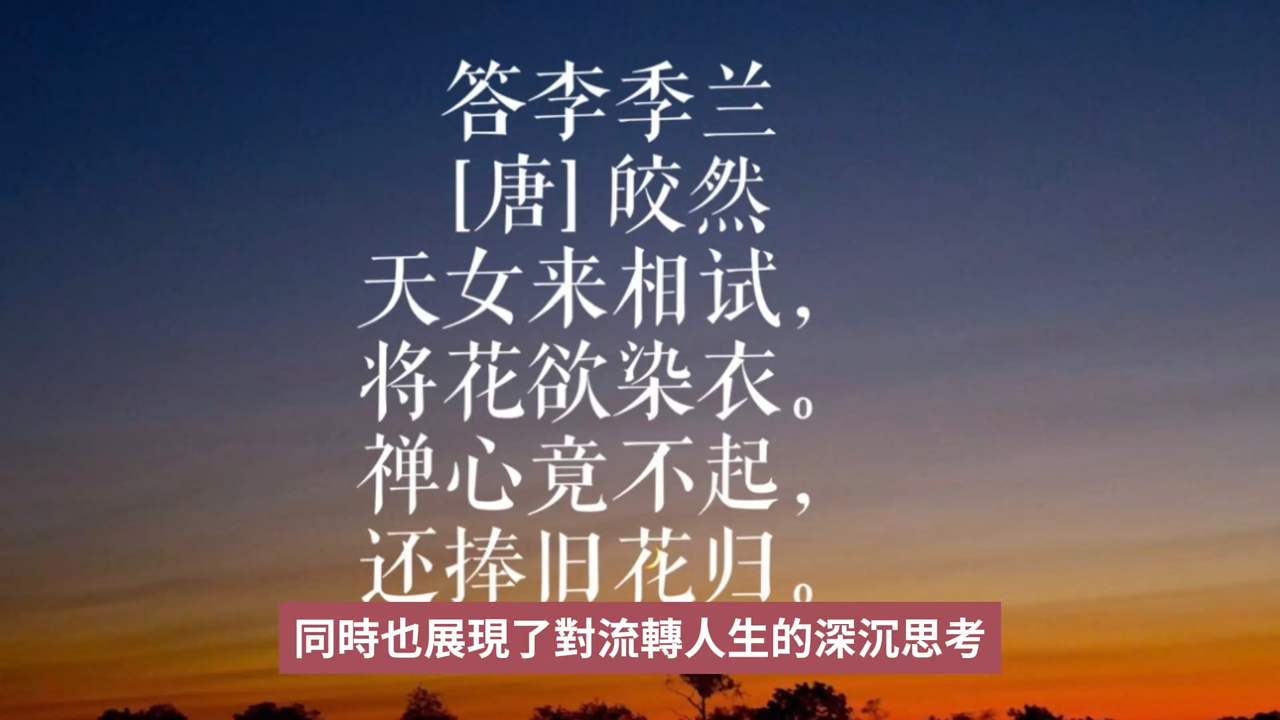 答李季兰
[唐] 皎然
天女来相试，
将花欲染衣。
禅心竟不起，
还捧旧花归。
同時也展現了對流轉人生的深沉思考